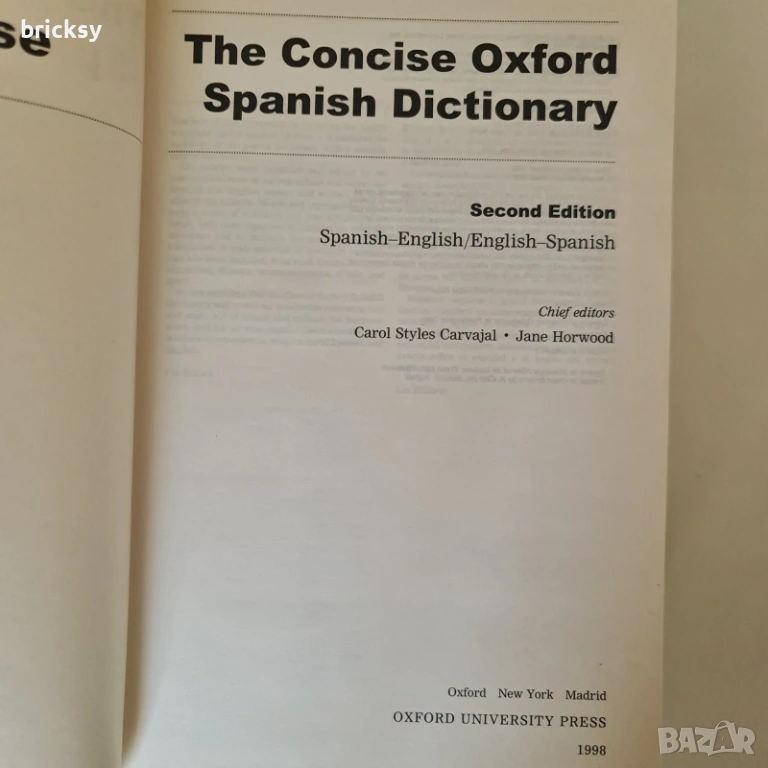 bricksy
se
The Concise Oxford
Spanish Dictionary
Second Edition
Spanish–English/English–Spanish
Chief editors
Carol Styles Carvajal • Jane Horwood
Oxford New York Madrid
OXFORD UNIVERSITY PRESS
1998
BAZAR